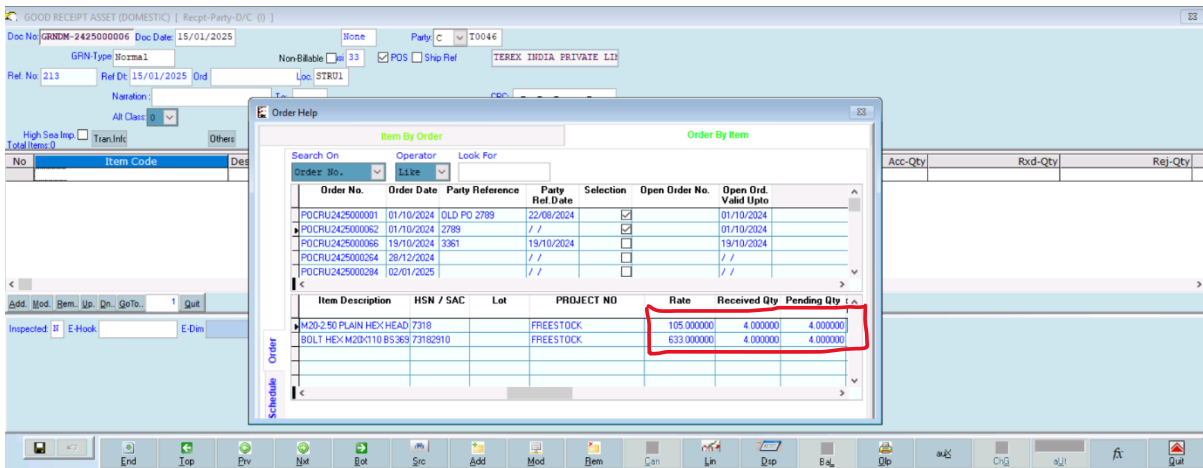 GOOD RECEIPT ASSET (DOMESTIC) [ Recpt-Party-D/C (I) ]
Doc No: GRNDM-2425000006 Doc Date: 15/01/2025 None Party: C T0046
GRN-Type Normal Non-Billable 33 POS Ship Ref TEREX INDIA PRIVATE LI
Ref. No: 213 Ref Dt: 15/01/2025 Ord Loc. STRU1
Narration :
Alt Class: 0
High Sea Imp. Tran.Info Others
Total Items:0
No Item Code Des Acc-Qty Rxd-Qty Rej-Qty
Order Help
Item By Order Order By Item
Search On Operator Look For
Order No. Like
Order No. Order Date Party Reference Party Ref.Date Selection Open Order No. Open Ord. Valid Upto
POCRU2425000001 01/10/2024 OLD PO 2789 22/08/2024 01/10/2024
POCRU2425000062 01/10/2024 2789 / / 01/10/2024
POCRU2425000066 19/10/2024 3361 19/10/2024 19/10/2024
POCRU2425000264 28/12/2024 / / / /
POCRU2425000284 02/01/2025 / / / /
Item Description HSN / SAC Lot PROJECT NO Rate Received Qty Pending Qty
M20-2.50 PLAIN HEX HEAD 7318 FREESTOCK 105.000000 4.000000 4.000000
BOLT HEX M20X110 BS369 73182910 FREESTOCK 633.000000 4.000000 4.000000
Order
Schedule
Add. Mod. Rem.. Up. Dn.. GoTo.. 1 Quit
Inspected: N E-Hook E-Dim
End Top Prv Nxt Bot Src Add Mod Rem Can Lin Dsp Bal. Olp auX ChG aUt fx Quit